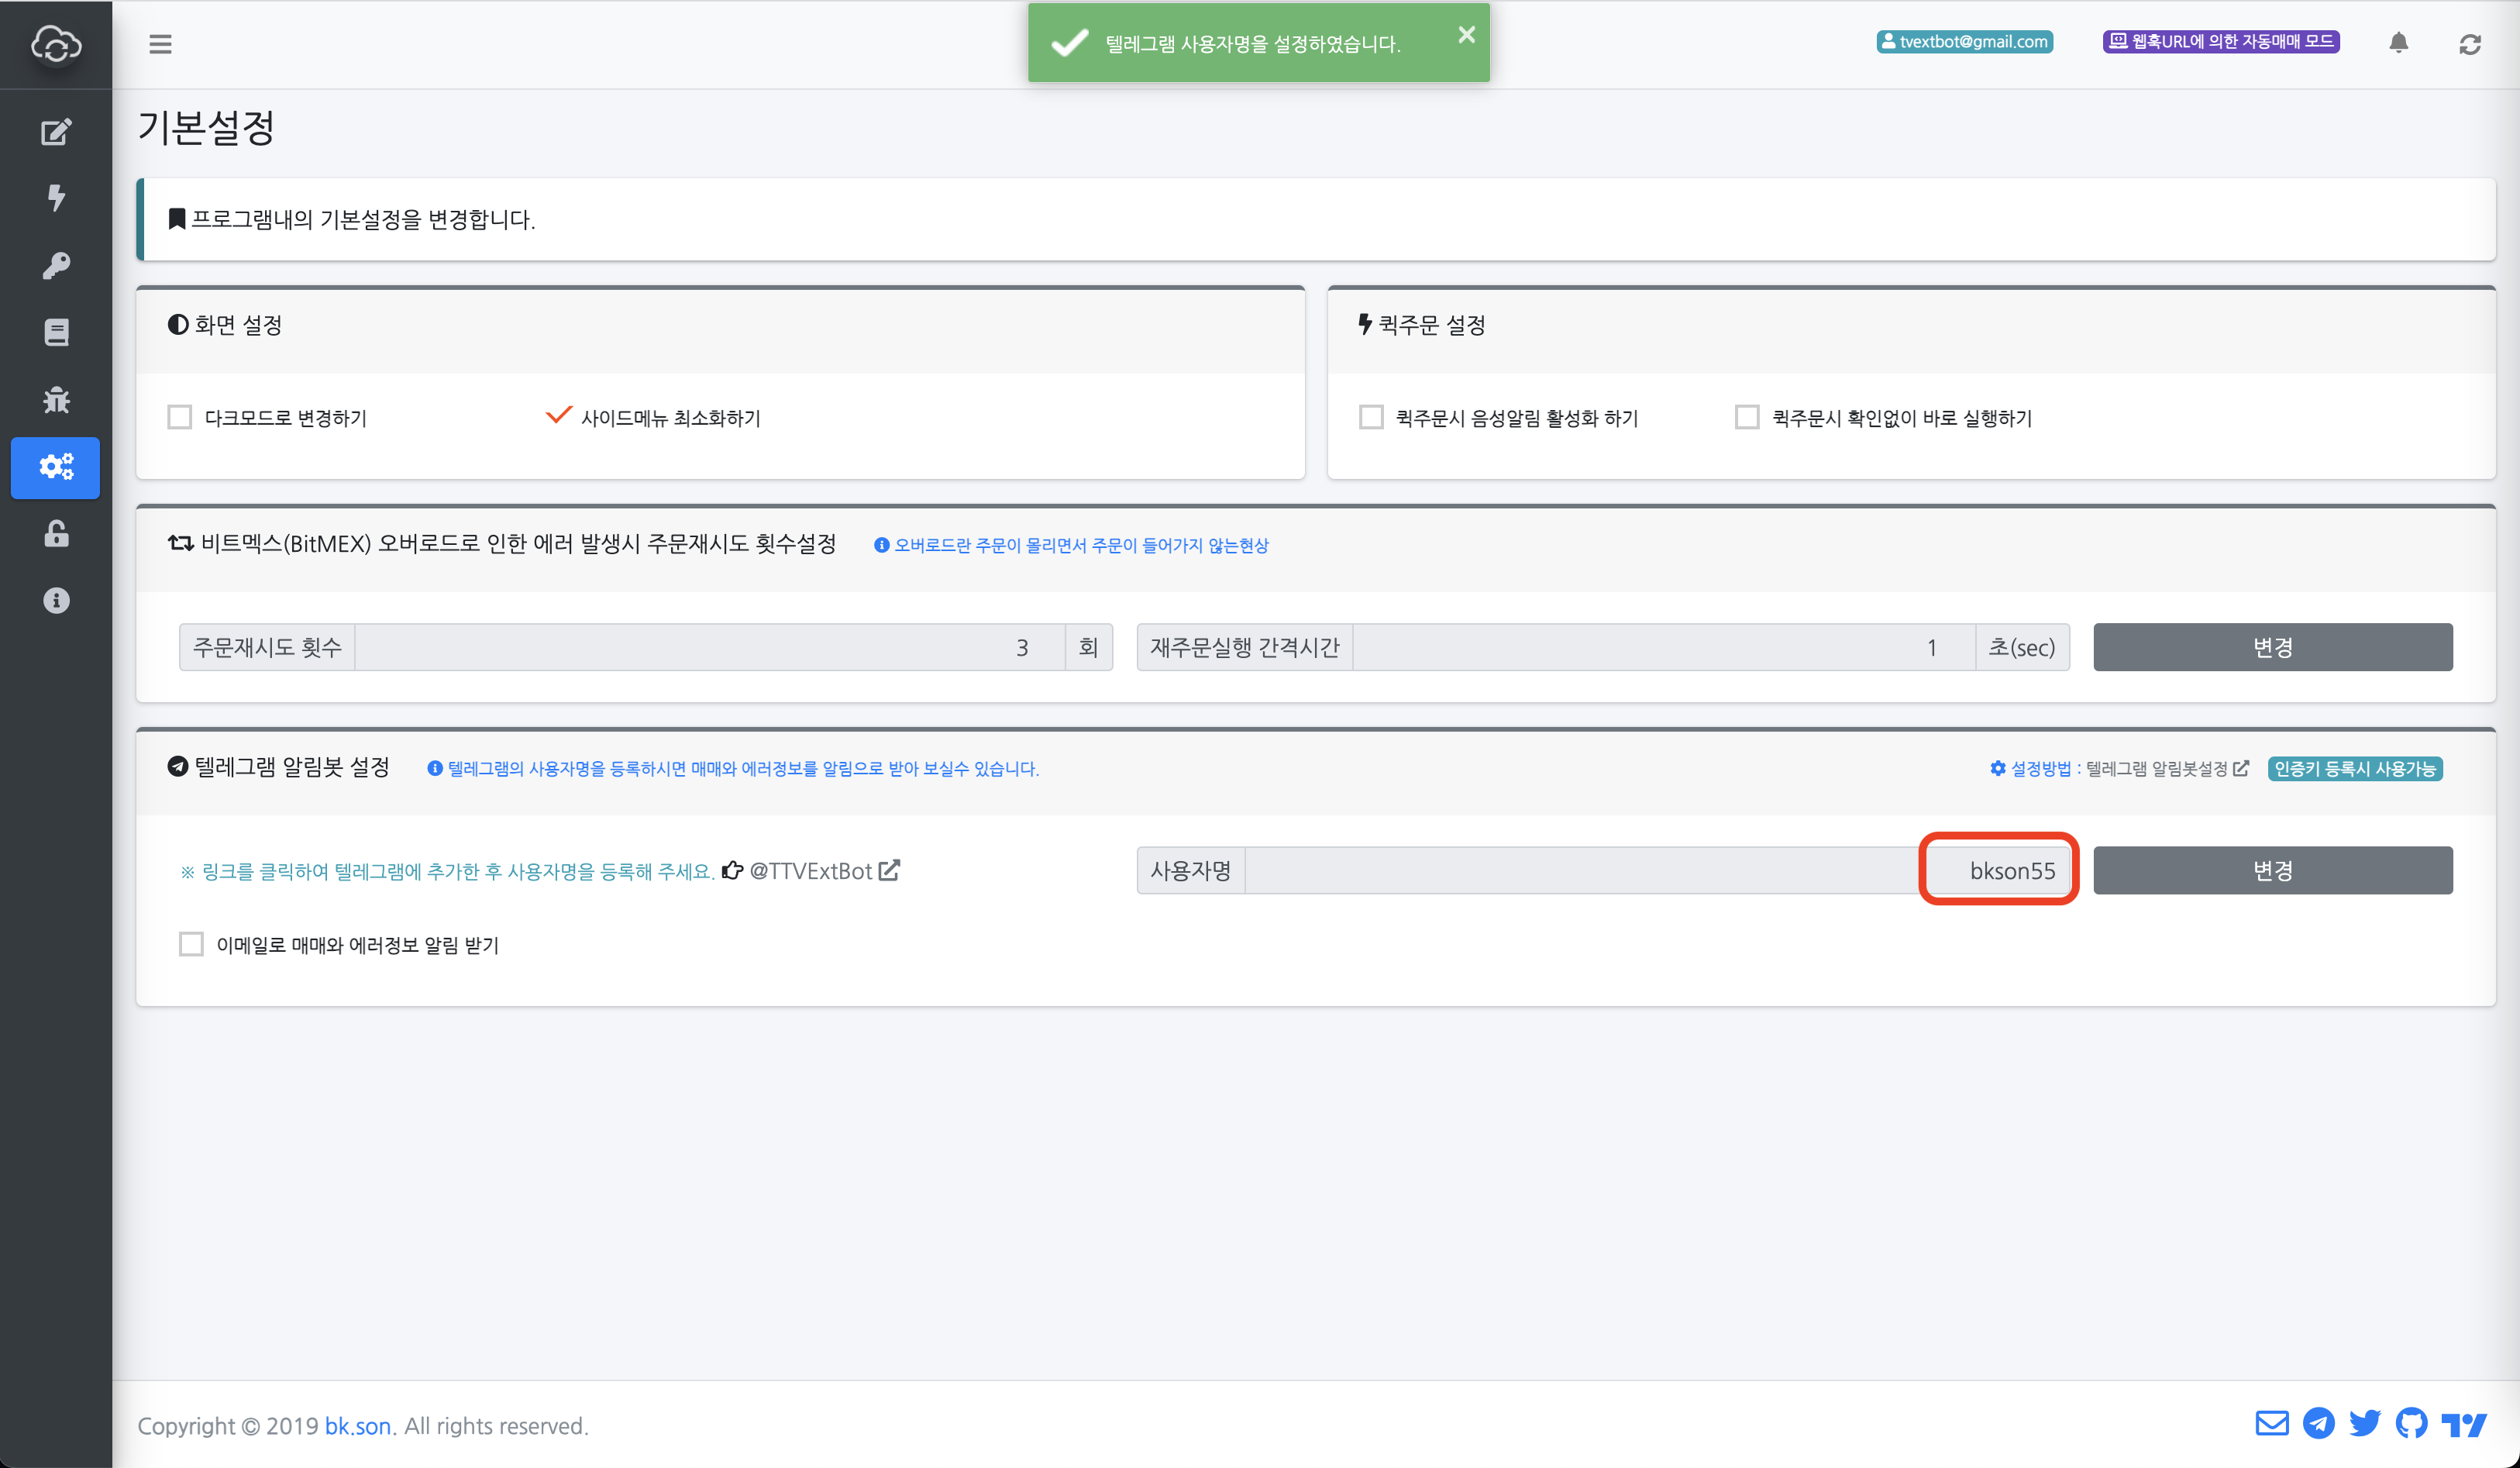 텔레그램 사용자명을 설정하였습니다.
tvextbot@gmail.com
웹훅URL에 의한 자동매매 모드
기본설정
프로그램내의 기본설정을 변경합니다.
화면 설정
다크모드로 변경하기
사이드메뉴 최소화하기
퀵주문 설정
퀵주문시 음성알림 활성화 하기
퀵주문시 확인없이 바로 실행하기
비트멕스(BitMEX) 오버로드로 인한 에러 발생시 주문재시도 횟수설정
오버로드란 주문이 몰리면서 주문이 들어가지 않는현상
주문재시도 횟수 3 회
재주문실행 간격시간 1 초(sec)
변경
텔레그램 알림봇 설정
텔레그램의 사용자명을 등록하시면 매매와 에러정보를 알림으로 받아 보실수 있습니다.
설정방법 : 텔레그램 알림봇설정
인증키 등록시 사용가능
※ 링크를 클릭하여 텔레그램에 추가한 후 사용자명을 등록해 주세요. @TTVExtBot
사용자명 bkson55
변경
이메일로 매매와 에러정보 알림 받기
Copyright © 2019 bk.son. All rights reserved.